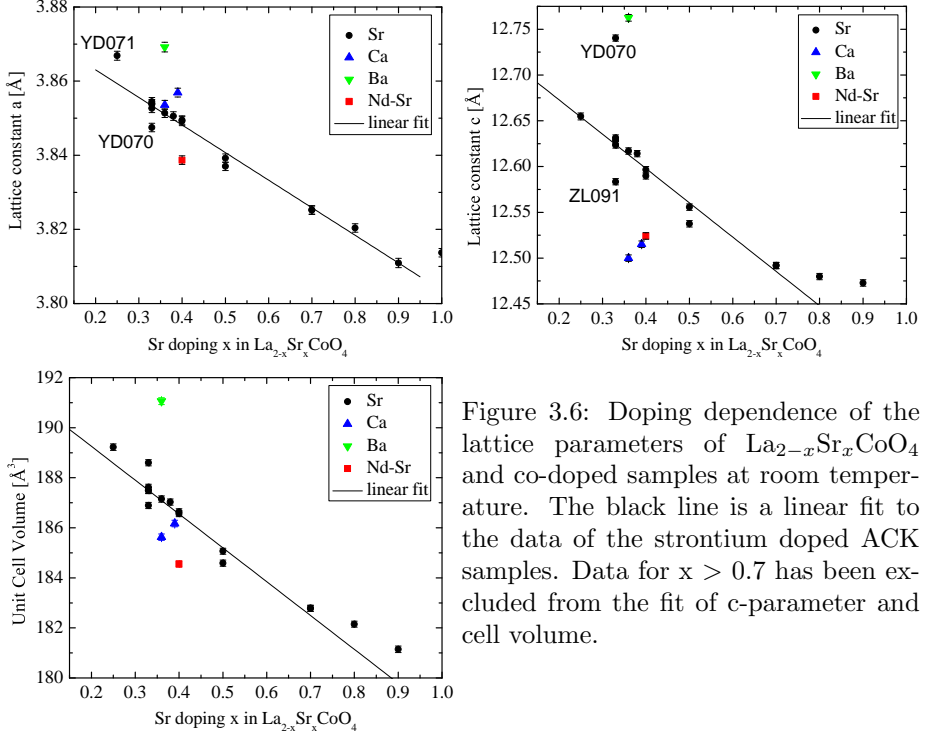 3.88
3.86
3.84
3.82
3.80
Lattice constant a [Å]
YD071
YD070
Sr
Ca
Ba
Nd-Sr
linear fit
0.2 0.3 0.4 0.5 0.6 0.7 0.8 0.9 1.0
Sr doping x in La2-xSrxCoO4
12.75
12.70
12.65
12.60
12.55
12.50
12.45
Lattice constant c [Å]
YD070
ZL091
Sr
Ca
Ba
Nd-Sr
linear fit
0.2 0.3 0.4 0.5 0.6 0.7 0.8 0.9 1.0
Sr doping x in La2-xSrxCoO4
192
190
188
186
184
182
180
Unit Cell Volume [Å³]
Sr
Ca
Ba
Nd-Sr
linear fit
0.2 0.3 0.4 0.5 0.6 0.7 0.8 0.9 1.0
Sr doping x in La2-xSrxCoO4
Figure 3.6: Doping dependence of the
lattice parameters of La2−xSrxCoO4
and co-doped samples at room temper-
ature. The black line is a linear fit to
the data of the strontium doped ACK
samples. Data for x > 0.7 has been ex-
cluded from the fit of c-parameter and
cell volume.